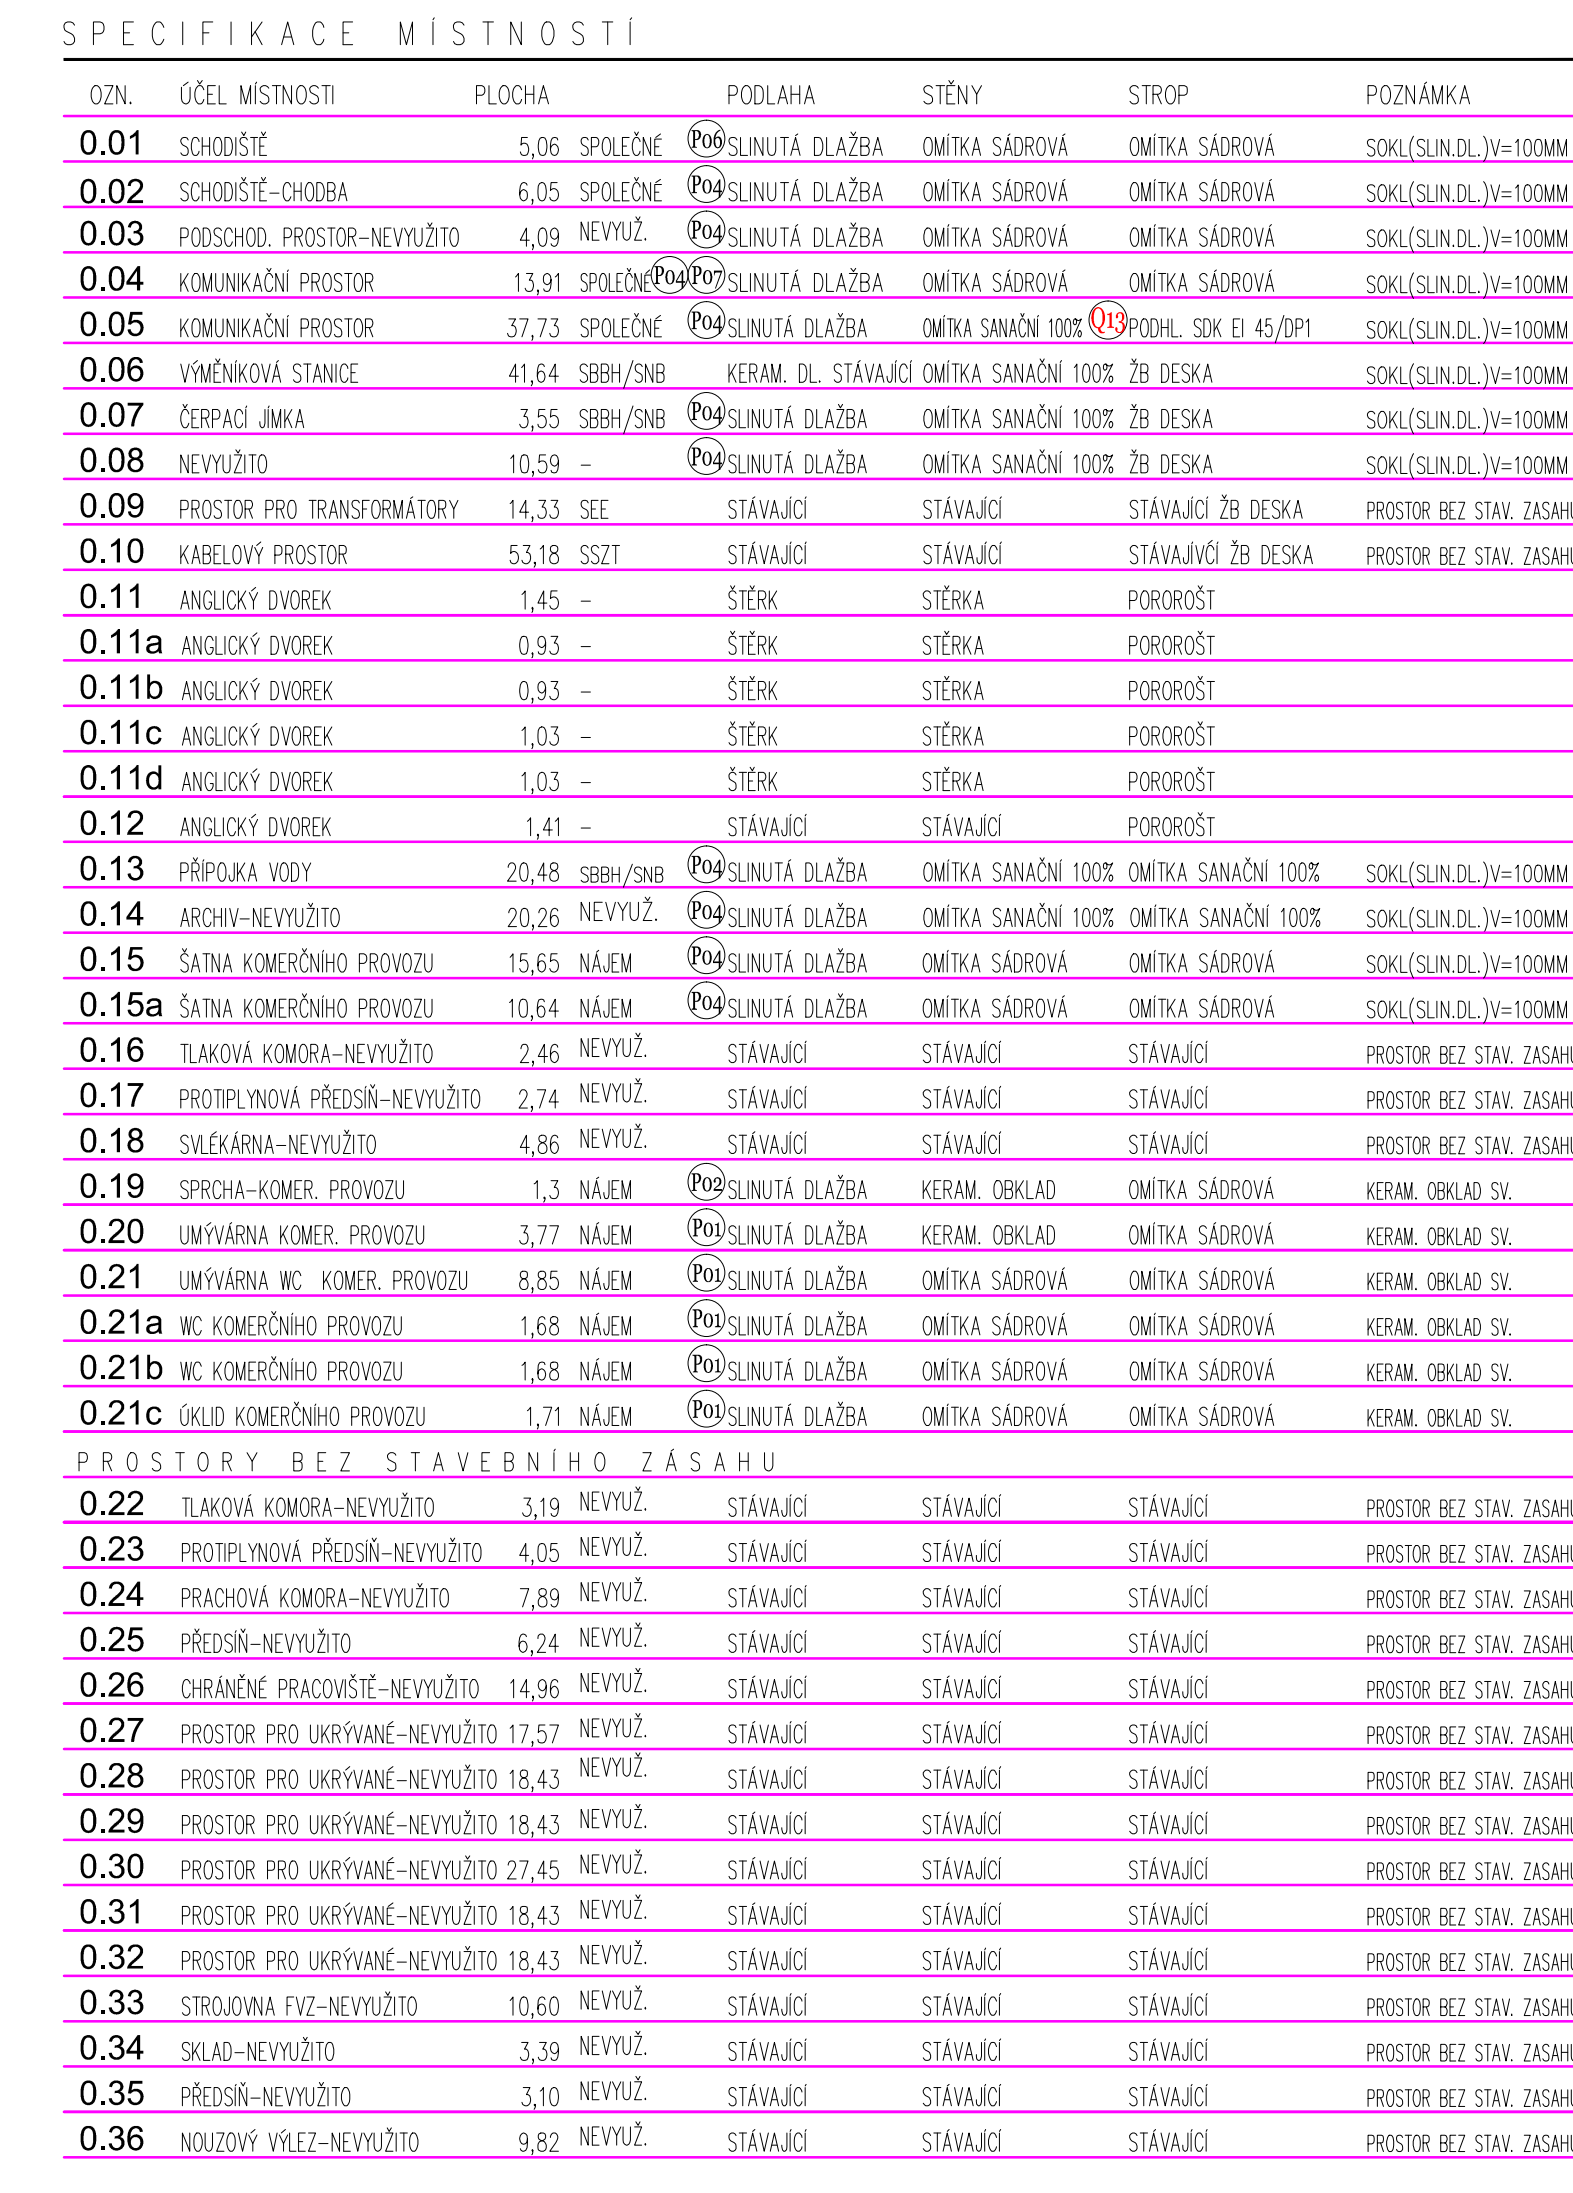 SPECIFIKACE MÍSTNOSTÍ
OZN. ÚČEL MÍSTNOSTI PLOCHA PODLAHA STĚNY STROP POZNÁMKA
0.01 SCHODIŠTĚ 5,06 SPOLEČNÉ P06 SLINUTÁ DLAŽBA OMÍTKA SÁDROVÁ OMÍTKA SÁDROVÁ SOKL(SLIN.DL.)V=100MM
0.02 SCHODIŠTĚ-CHODBA 6,05 SPOLEČNÉ P04 SLINUTÁ DLAŽBA OMÍTKA SÁDROVÁ OMÍTKA SÁDROVÁ SOKL(SLIN.DL.)V=100MM
0.03 PODSCHOD. PROSTOR-NEVYUŽITO 4,09 NEVYUŽ. P04 SLINUTÁ DLAŽBA OMÍTKA SÁDROVÁ OMÍTKA SÁDROVÁ SOKL(SLIN.DL.)V=100MM
0.04 KOMUNIKAČNÍ PROSTOR 13,91 SPOLEČNÉ P04 P07 SLINUTÁ DLAŽBA OMÍTKA SÁDROVÁ OMÍTKA SÁDROVÁ SOKL(SLIN.DL.)V=100MM
0.05 KOMUNIKAČNÍ PROSTOR 37,73 SPOLEČNÉ P04 SLINUTÁ DLAŽBA OMÍTKA SANAČNÍ 100% Q13 PODHL. SDK EI 45/DP1 SOKL(SLIN.DL.)V=100MM
0.06 VÝMĚNÍKOVÁ STANICE 41,64 SBBH/SNB KERAM. DL. STÁVAJÍCÍ OMÍTKA SANAČNÍ 100% ŽB DESKA SOKL(SLIN.DL.)V=100MM
0.07 ČERPACÍ JÍMKA 3,55 SBBH/SNB P04 SLINUTÁ DLAŽBA OMÍTKA SANAČNÍ 100% ŽB DESKA SOKL(SLIN.DL.)V=100MM
0.08 NEVYUŽITO 10,59 - P04 SLINUTÁ DLAŽBA OMÍTKA SANAČNÍ 100% ŽB DESKA SOKL(SLIN.DL.)V=100MM
0.09 PROSTOR PRO TRANSFORMÁTORY 14,33 SEE STÁVAJÍCÍ STÁVAJÍCÍ STÁVAJÍCÍ ŽB DESKA PROSTOR BEZ STAV. ZASAHU
0.10 KABELOVÝ PROSTOR 53,18 SSZT STÁVAJÍCÍ STÁVAJÍCÍ STÁVAJÍVČÍ ŽB DESKA PROSTOR BEZ STAV. ZASAHU
0.11 ANGLICKÝ DVOREK 1,45 - ŠTĚRK STĚRKA POROROŠT
0.11a ANGLICKÝ DVOREK 0,93 - ŠTĚRK STĚRKA POROROŠT
0.11b ANGLICKÝ DVOREK 0,93 - ŠTĚRK STĚRKA POROROŠT
0.11c ANGLICKÝ DVOREK 1,03 - ŠTĚRK STĚRKA POROROŠT
0.11d ANGLICKÝ DVOREK 1,03 - ŠTĚRK STĚRKA POROROŠT
0.12 ANGLICKÝ DVOREK 1,41 - STÁVAJÍCÍ STÁVAJÍCÍ POROROŠT
0.13 PŘÍPOJKA VODY 20,48 SBBH/SNB P04 SLINUTÁ DLAŽBA OMÍTKA SANAČNÍ 100% OMÍTKA SANAČNÍ 100% SOKL(SLIN.DL.)V=100MM
0.14 ARCHIV-NEVYUŽITO 20,26 NEVYUŽ. P04 SLINUTÁ DLAŽBA OMÍTKA SANAČNÍ 100% OMÍTKA SANAČNÍ 100% SOKL(SLIN.DL.)V=100MM
0.15 ŠATNA KOMERČNÍHO PROVOZU 15,65 NÁJEM P04 SLINUTÁ DLAŽBA OMÍTKA SÁDROVÁ OMÍTKA SÁDROVÁ SOKL(SLIN.DL.)V=100MM
0.15a ŠATNA KOMERČNÍHO PROVOZU 10,64 NÁJEM P04 SLINUTÁ DLAŽBA OMÍTKA SÁDROVÁ OMÍTKA SÁDROVÁ SOKL(SLIN.DL.)V=100MM
0.16 TLAKOVÁ KOMORA-NEVYUŽITO 2,46 NEVYUŽ. STÁVAJÍCÍ STÁVAJÍCÍ STÁVAJÍCÍ PROSTOR BEZ STAV. ZASAHU
0.17 PROTIPLYNOVÁ PŘEDSÍŇ-NEVYUŽITO 2,74 NEVYUŽ. STÁVAJÍCÍ STÁVAJÍCÍ STÁVAJÍCÍ PROSTOR BEZ STAV. ZASAHU
0.18 SVLÉKÁRNA-NEVYUŽITO 4,86 NEVYUŽ. STÁVAJÍCÍ STÁVAJÍCÍ STÁVAJÍCÍ PROSTOR BEZ STAV. ZASAHU
0.19 SPRCHA-KOMER. PROVOZU 1,3 NÁJEM P02 SLINUTÁ DLAŽBA KERAM. OBKLAD OMÍTKA SÁDROVÁ KERAM. OBKLAD SV.
0.20 UMÝVÁRNA KOMER. PROVOZU 3,77 NÁJEM P01 SLINUTÁ DLAŽBA KERAM. OBKLAD OMÍTKA SÁDROVÁ KERAM. OBKLAD SV.
0.21 UMÝVÁRNA WC KOMER. PROVOZU 8,85 NÁJEM P01 SLINUTÁ DLAŽBA OMÍTKA SÁDROVÁ OMÍTKA SÁDROVÁ KERAM. OBKLAD SV.
0.21a WC KOMERČNÍHO PROVOZU 1,68 NÁJEM P01 SLINUTÁ DLAŽBA OMÍTKA SÁDROVÁ OMÍTKA SÁDROVÁ KERAM. OBKLAD SV.
0.21b WC KOMERČNÍHO PROVOZU 1,68 NÁJEM P01 SLINUTÁ DLAŽBA OMÍTKA SÁDROVÁ OMÍTKA SÁDROVÁ KERAM. OBKLAD SV.
0.21c ÚKLID KOMERČNÍHO PROVOZU 1,71 NÁJEM P01 SLINUTÁ DLAŽBA OMÍTKA SÁDROVÁ OMÍTKA SÁDROVÁ KERAM. OBKLAD SV.
PROSTORY BEZ STAVEBNÍHO ZÁSAHU
0.22 TLAKOVÁ KOMORA-NEVYUŽITO 3,19 NEVYUŽ. STÁVAJÍCÍ STÁVAJÍCÍ STÁVAJÍCÍ PROSTOR BEZ STAV. ZASAHU
0.23 PROTIPLYNOVÁ PŘEDSÍŇ-NEVYUŽITO 4,05 NEVYUŽ. STÁVAJÍCÍ STÁVAJÍCÍ STÁVAJÍCÍ PROSTOR BEZ STAV. ZASAHU
0.24 PRACHOVÁ KOMORA-NEVYUŽITO 7,89 NEVYUŽ. STÁVAJÍCÍ STÁVAJÍCÍ STÁVAJÍCÍ PROSTOR BEZ STAV. ZASAHU
0.25 PŘEDSÍŇ-NEVYUŽITO 6,24 NEVYUŽ. STÁVAJÍCÍ STÁVAJÍCÍ STÁVAJÍCÍ PROSTOR BEZ STAV. ZASAHU
0.26 CHRÁNĚNÉ PRACOVIŠTĚ-NEVYUŽITO 14,96 NEVYUŽ. STÁVAJÍCÍ STÁVAJÍCÍ STÁVAJÍCÍ PROSTOR BEZ STAV. ZASAHU
0.27 PROSTOR PRO UKRÝVANÉ-NEVYUŽITO 17,57 NEVYUŽ. STÁVAJÍCÍ STÁVAJÍCÍ STÁVAJÍCÍ PROSTOR BEZ STAV. ZASAHU
0.28 PROSTOR PRO UKRÝVANÉ-NEVYUŽITO 18,43 NEVYUŽ. STÁVAJÍCÍ STÁVAJÍCÍ STÁVAJÍCÍ PROSTOR BEZ STAV. ZASAHU
0.29 PROSTOR PRO UKRÝVANÉ-NEVYUŽITO 18,43 NEVYUŽ. STÁVAJÍCÍ STÁVAJÍCÍ STÁVAJÍCÍ PROSTOR BEZ STAV. ZASAHU
0.30 PROSTOR PRO UKRÝVANÉ-NEVYUŽITO 27,45 NEVYUŽ. STÁVAJÍCÍ STÁVAJÍCÍ STÁVAJÍCÍ PROSTOR BEZ STAV. ZASAHU
0.31 PROSTOR PRO UKRÝVANÉ-NEVYUŽITO 18,43 NEVYUŽ. STÁVAJÍCÍ STÁVAJÍCÍ STÁVAJÍCÍ PROSTOR BEZ STAV. ZASAHU
0.32 PROSTOR PRO UKRÝVANÉ-NEVYUŽITO 18,43 NEVYUŽ. STÁVAJÍCÍ STÁVAJÍCÍ STÁVAJÍCÍ PROSTOR BEZ STAV. ZASAHU
0.33 STROJOVNA FVZ-NEVYUŽITO 10,60 NEVYUŽ. STÁVAJÍCÍ STÁVAJÍCÍ STÁVAJÍCÍ PROSTOR BEZ STAV. ZASAHU
0.34 SKLAD-NEVYUŽITO 3,39 NEVYUŽ. STÁVAJÍCÍ STÁVAJÍCÍ STÁVAJÍCÍ PROSTOR BEZ STAV. ZASAHU
0.35 PŘEDSÍŇ-NEVYUŽITO 3,10 NEVYUŽ. STÁVAJÍCÍ STÁVAJÍCÍ STÁVAJÍCÍ PROSTOR BEZ STAV. ZASAHU
0.36 NOUZOVÝ VÝLEZ-NEVYUŽITO 9,82 NEVYUŽ. STÁVAJÍCÍ STÁVAJÍCÍ STÁVAJÍCÍ PROSTOR BEZ STAV. ZASAHU